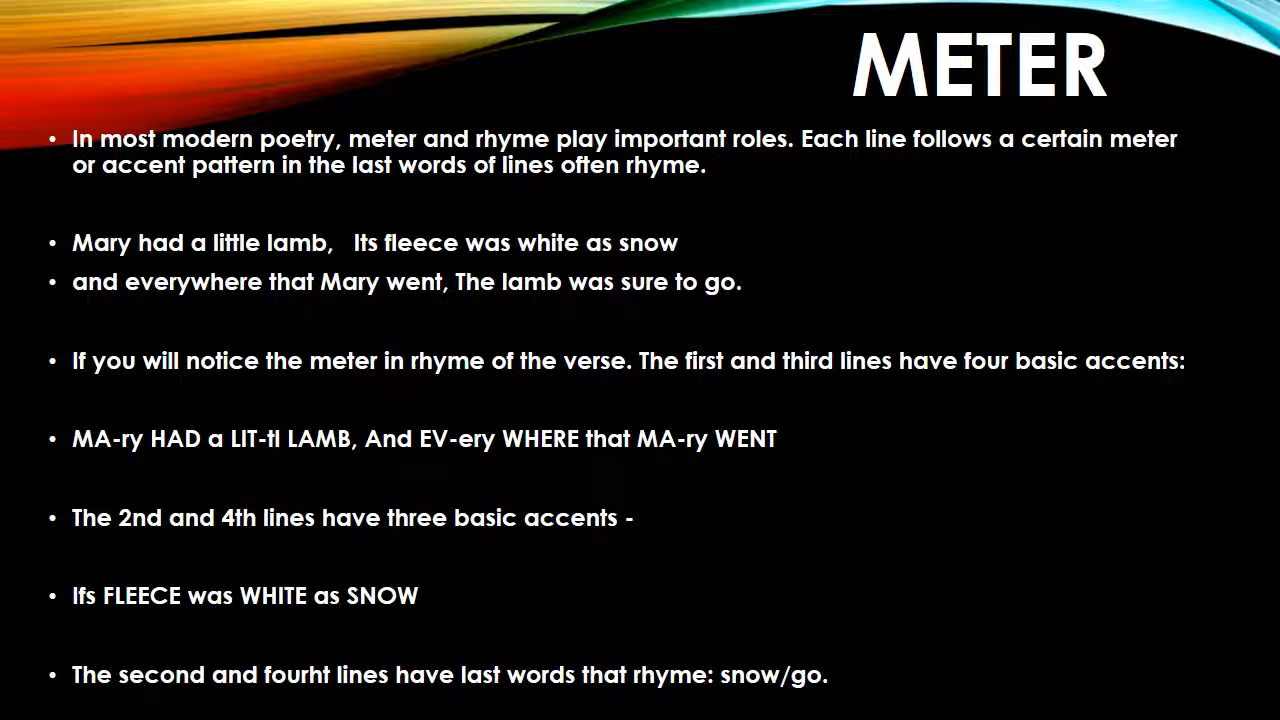 METER
• In most modern poetry, meter and rhyme play important roles. Each line follows a certain meter
or accent pattern in the last words of lines often rhyme.
• Mary had a little lamb,   Its fleece was white as snow
• and everywhere that Mary went, The lamb was sure to go.
• If you will notice the meter in rhyme of the verse. The first and third lines have four basic accents:
• MA-ry HAD a LIT-tl LAMB, And EV-ery WHERE that MA-ry WENT
• The 2nd and 4th lines have three basic accents -
• Ifs FLEECE was WHITE as SNOW
• The second and fourht lines have last words that rhyme: snow/go.